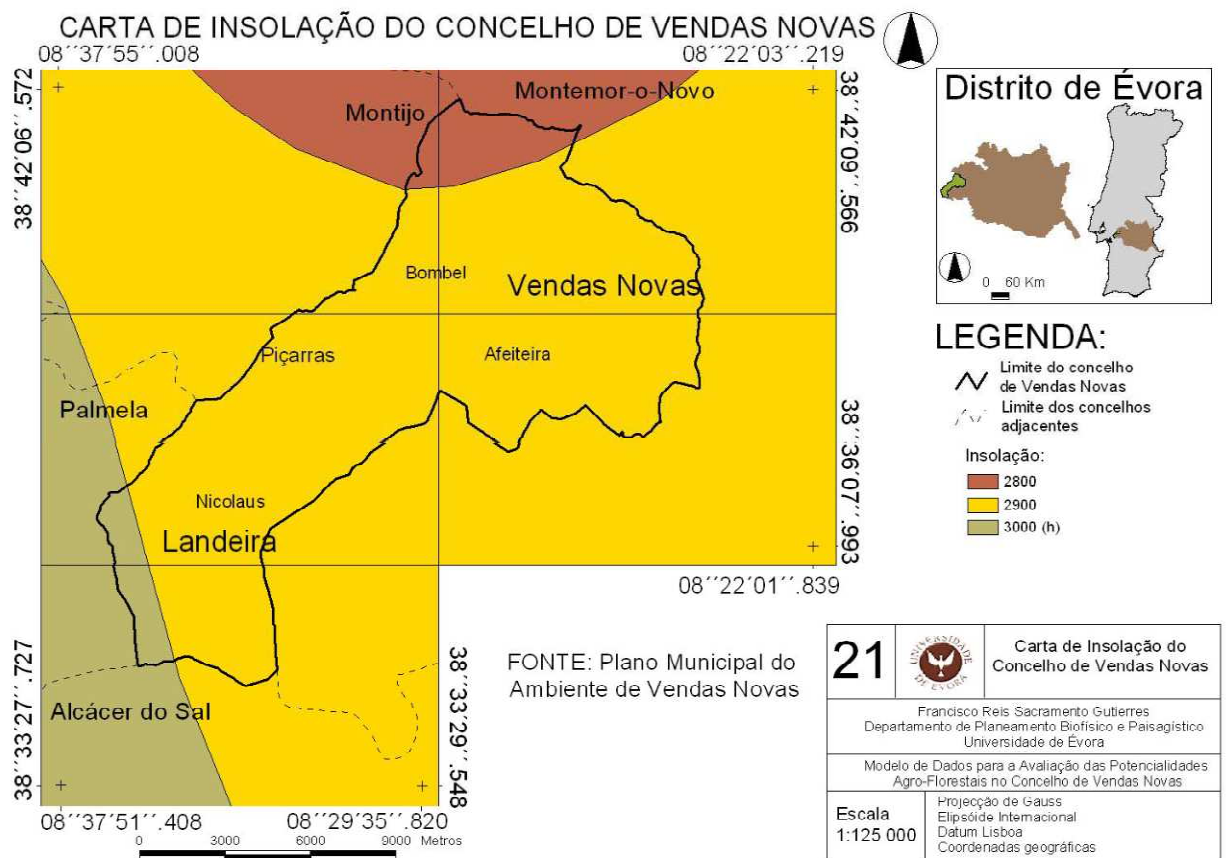 CARTA DE INSOLAÇÃO DO CONCELHO DE VENDAS NOVAS
08´´37´55´´.008
08´´22´03´´.219
38´42´06´´.572
38´42´09´´.566
Montemor-o-Novo
Montijo
Bombel
Vendas Novas
Piçarras
Afeiteira
Palmela
Nicolaus
Landeira
Alcácer do Sal
38´36´07´´.993
08´´22´01´´.839
38´33´27´´.727
38´33´29´´.548
08´´37´51´´.408
08´´29´35´´.820
0 3000 6000 9000 Metros
FONTE: Plano Municipal do
Ambiente de Vendas Novas
Distrito de Évora
0 60 Km
LEGENDA:
Limite do concelho
de Vendas Novas
Limite dos concelhos
adjacentes
Insolação:
2800
2900
3000 (h)
21
UNIVERSIDADE
DE EVORA
Carta de Insolação do
Concelho de Vendas Novas
Francisco Reis Sacramento Gutierres
Departamento de Planeamento Biofísico e Paisagístico
Universidade de Évora
Modelo de Dados para a Avaliação das Potencialidades
Agro-Florestais no Concelho de Vendas Novas
Escala
1:125 000
Projecção de Gauss
Elipsóide Internacional
Datum Lisboa
Coordenadas geográficas